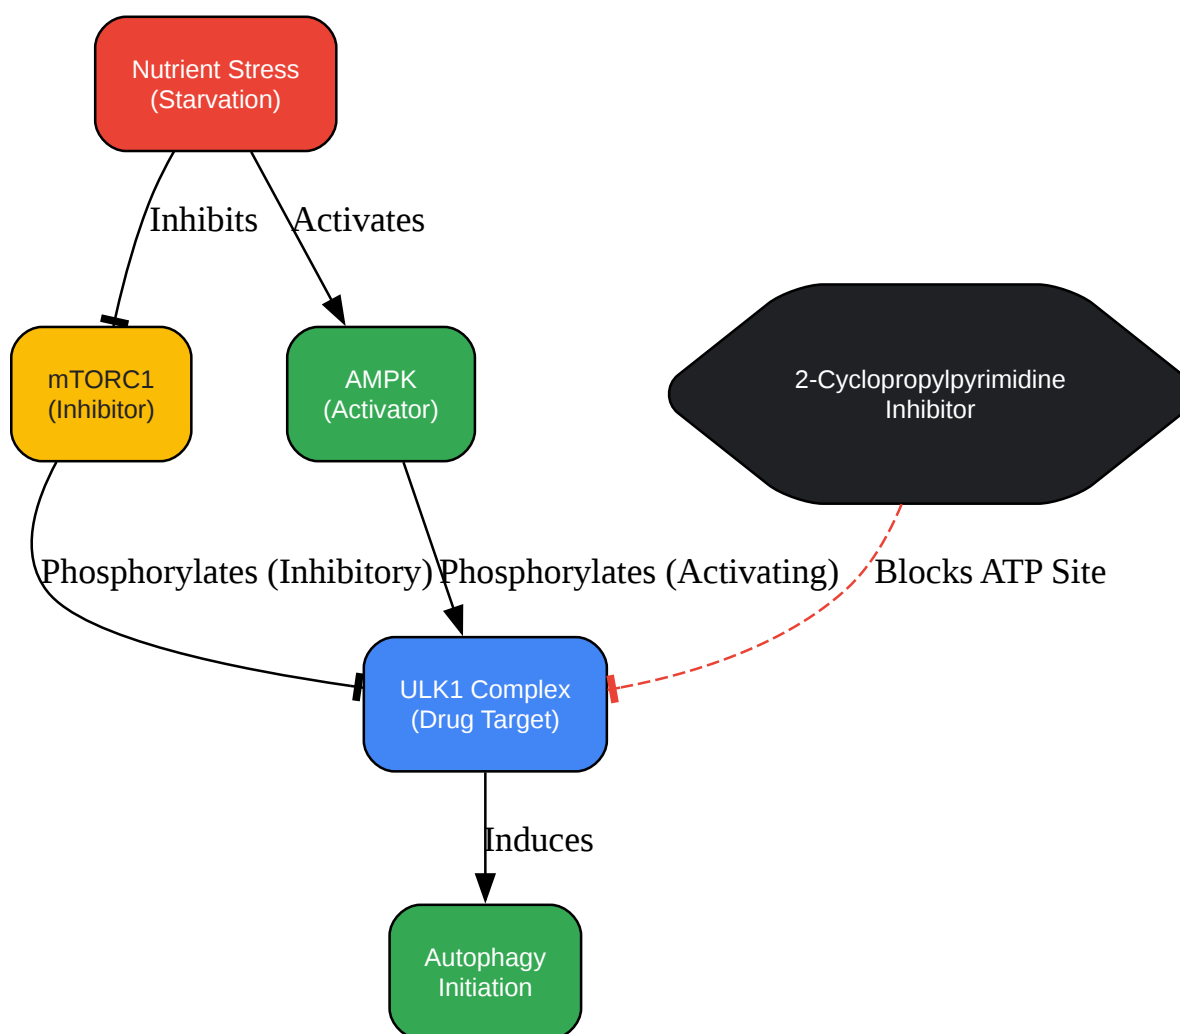 Nutrient Stress
(Starvation)
Inhibits
Activates
mTORC1
(Inhibitor)
AMPK
(Activator)
2-Cyclopropylpyrimidine
Inhibitor
Phosphorylates (Inhibitory)
Phosphorylates (Activating)
Blocks ATP Site
ULK1 Complex
(Drug Target)
Induces
Autophagy
Initiation